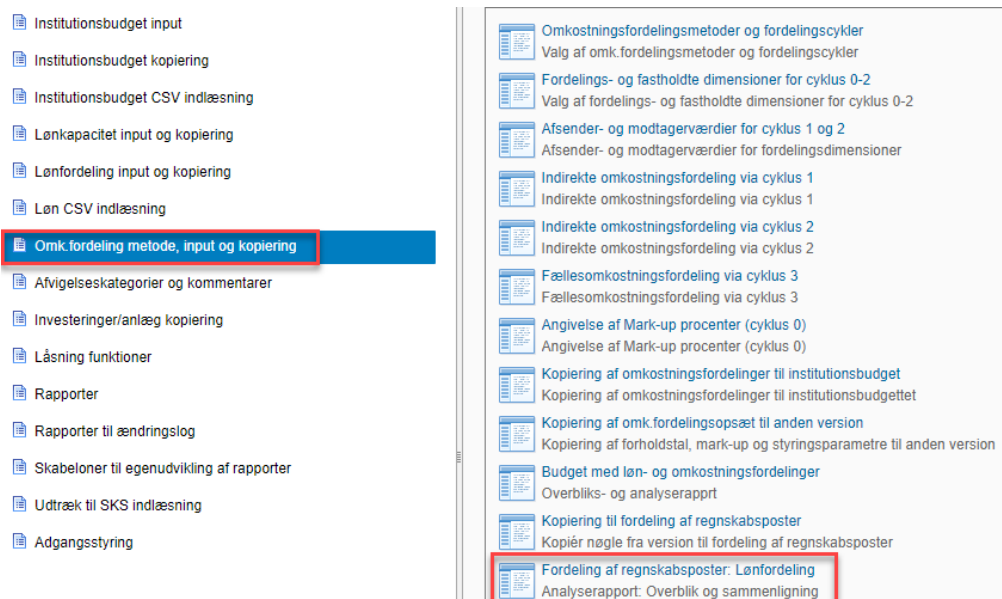 Institutionsbudget input
Institutionsbudget kopiering
Institutionsbudget CSV indlæsning
Lønkapacitet input og kopiering
Lønfordeling input og kopiering
Løn CSV indlæsning
Omk.fordeling metode, input og kopiering
Afvigelseskategorier og kommentarer
Investeringer/anlæg kopiering
Låsning funktioner
Rapporter
Rapporter til ændringslog
Skabeloner til egenudvikling af rapporter
Udtræk til SKS indlæsning
Adgangsstyring
Omkostningsfordelingsmetoder og fordelingscykler
Valg af omk.fordelingsmetoder og fordelingscykler
Fordelings- og fastholdte dimensioner for cyklus 0-2
Valg af fordelings- og fastholdte dimensioner for cyklus 0-2
Afsender- og modtagerværdier for cyklus 1 og 2
Afsender- og modtagerværdier for fordelingsdimensioner
Indirekte omkostningsfordeling via cyklus 1
Indirekte omkostningsfordeling via cyklus 1
Indirekte omkostningsfordeling via cyklus 2
Indirekte omkostningsfordeling via cyklus 2
Fællesomkostningsfordeling via cyklus 3
Fællesomkostningsfordeling via cyklus 3
Angivelse af Mark-up procenter (cyklus 0)
Angivelse af Mark-up procenter (cyklus 0)
Kopiering af omkostningsfordelinger til institutionsbudget
Kopiering af omkostningsfordelinger til institutionsbudgettet
Kopiering af omk.fordelingsopsæt til anden version
Kopiering af forholdstal, mark-up og styringsparametre til anden version
Budget med løn- og omkostningsfordelinger
Overbliks- og analyserapprt
Kopiering til fordeling af regnskabsposter
Kopiér nøgle fra version til fordeling af regnskabsposter
Fordeling af regnskabsposter: Lønfordeling
Analyserapport: Overblik og sammenligning